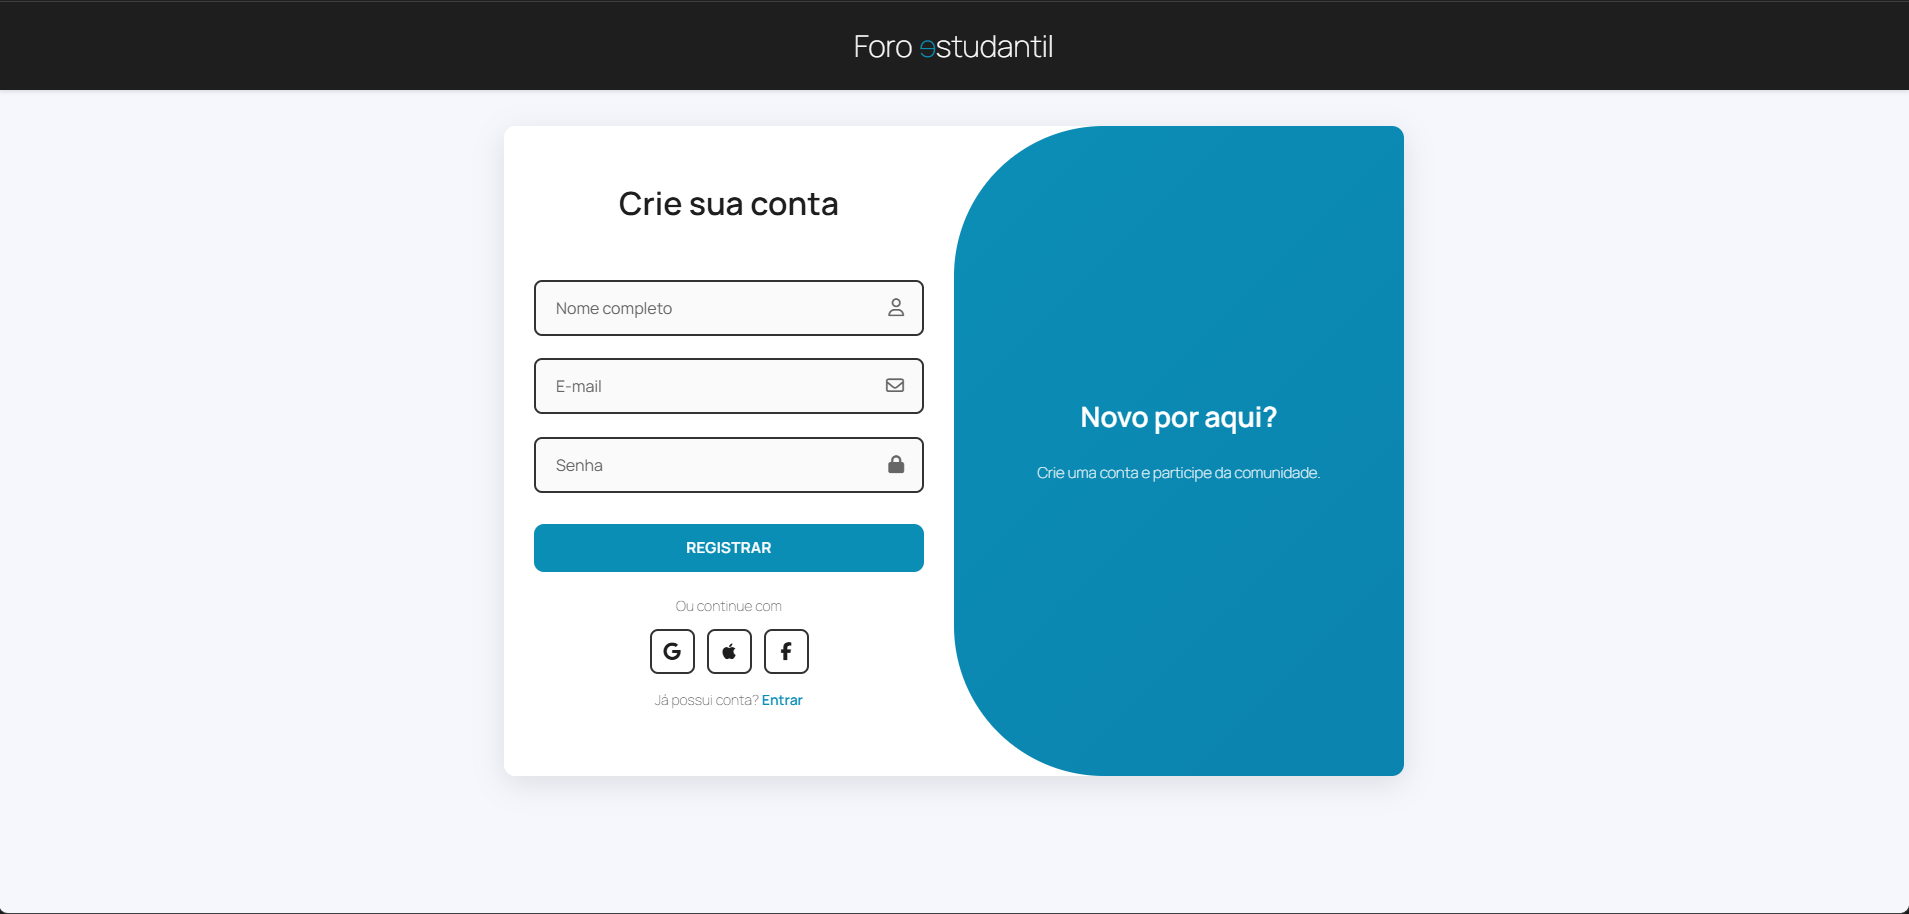 Foro estudantil
Crie sua conta
Nome completo
E-mail
Senha
REGISTRAR
Ou continue com
Já possui conta? Entrar
Novo por aqui?
Crie uma conta e participe da comunidade.